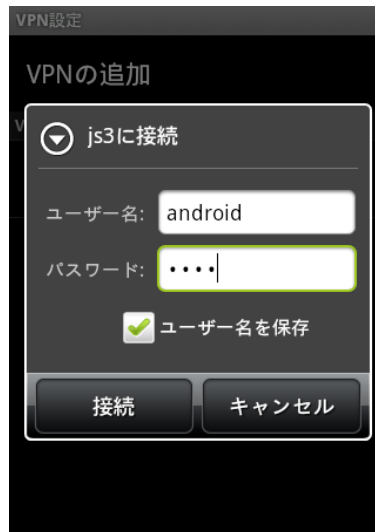 VPN設定
VPNの追加
V
js3に接続
ユーザー名: android
パスワード: ••••
ユーザー名を保存
接続 キャンセル